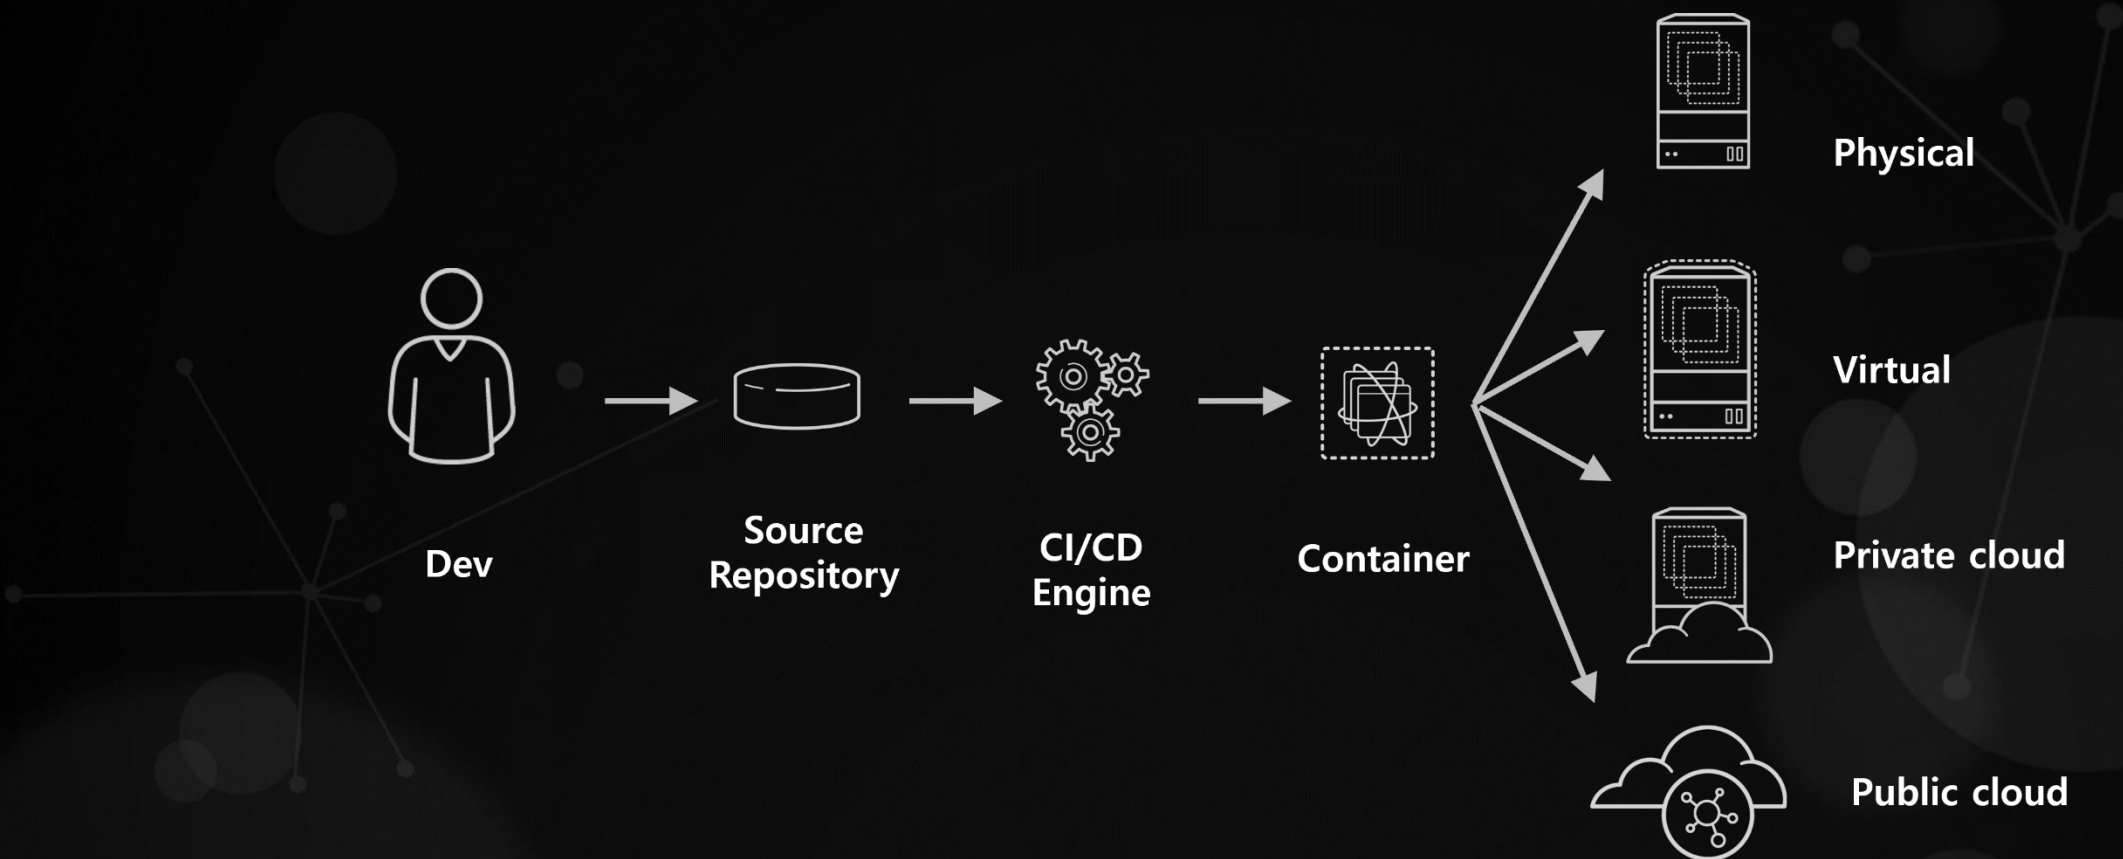 Physical
Virtual
Dev
Source
Repository
CI/CD
Engine
Container
Private cloud
Public cloud